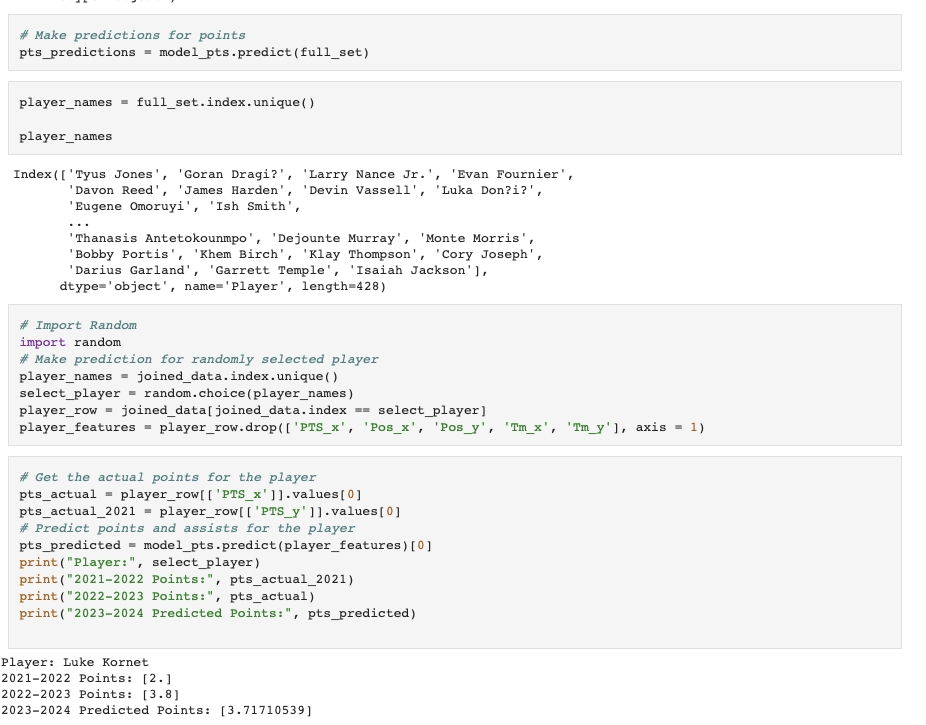 # Make predictions for points
pts_predictions = model_pts.predict(full_set)
player_names = full_set.index.unique()
player_names
Index(['Tyus Jones', 'Goran Dragi?', 'Larry Nance Jr.', 'Evan Fournier',
'Davon Reed', 'James Harden', 'Devin Vassell', 'Luka Don?i?',
'Eugene Omoruyi', 'Ish Smith',
...
'Thanasis Antetokounmpo', 'Dejounte Murray', 'Monte Morris',
'Bobby Portis', 'Khem Birch', 'Klay Thompson', 'Cory Joseph',
'Darius Garland', 'Garrett Temple', 'Isaiah Jackson'],
dtype='object', name='Player', length=428)
# Import Random
import random
# Make prediction for randomly selected player
player_names = joined_data.index.unique()
select_player = random.choice(player_names)
player_row = joined_data[joined_data.index == select_player]
player_features = player_row.drop(['PTS_x', 'Pos_x', 'Pos_y', 'Tm_x', 'Tm_y'], axis = 1)
# Get the actual points for the player
pts_actual = player_row[['PTS_x']].values[0]
pts_actual_2021 = player_row[['PTS_y']].values[0]
# Predict points and assists for the player
pts_predicted = model_pts.predict(player_features)[0]
print("Player:", select_player)
print("2021-2022 Points:", pts_actual_2021)
print("2022-2023 Points:", pts_actual)
print("2023-2024 Predicted Points:", pts_predicted)
Player: Luke Kornet
2021-2022 Points: [2.]
2022-2023 Points: [3.8]
2023-2024 Predicted Points: [3.71710539]